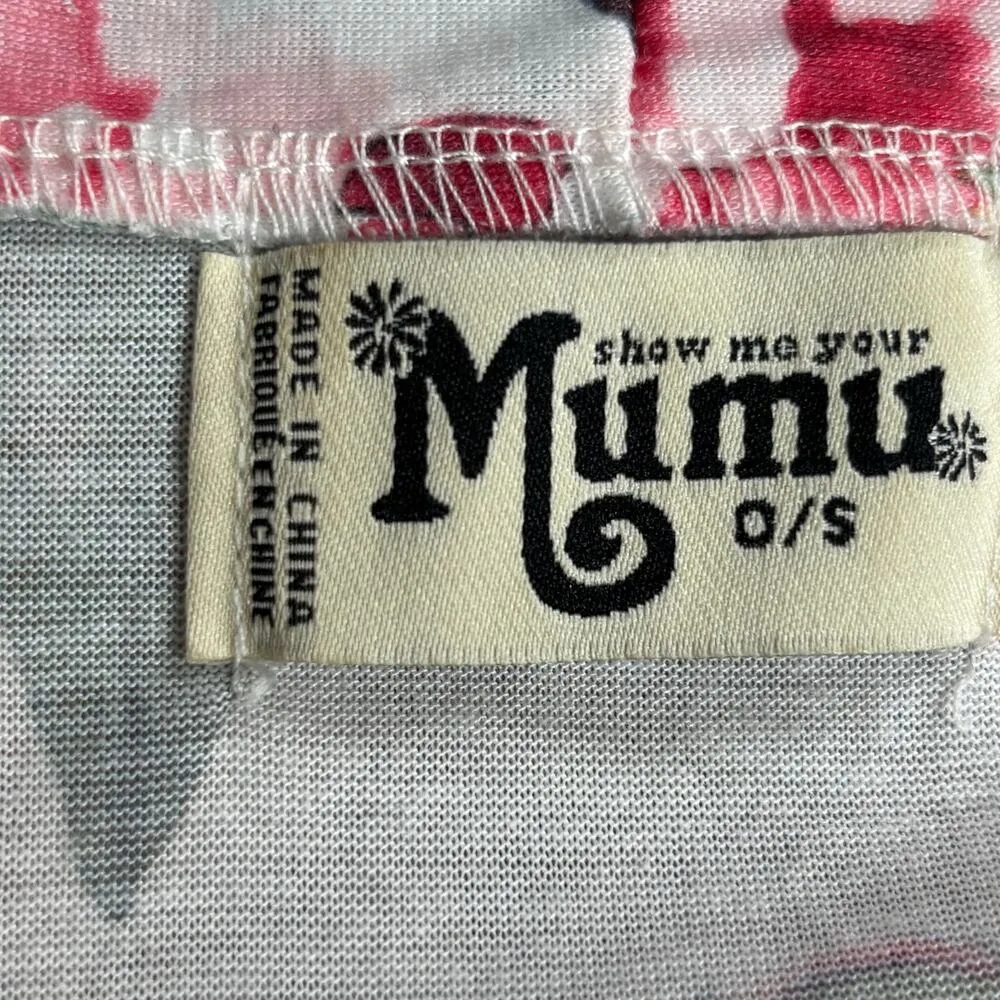 MADE IN CHINA
FABRIQUÉ EN CHINE
show me your
Mumu
O/S